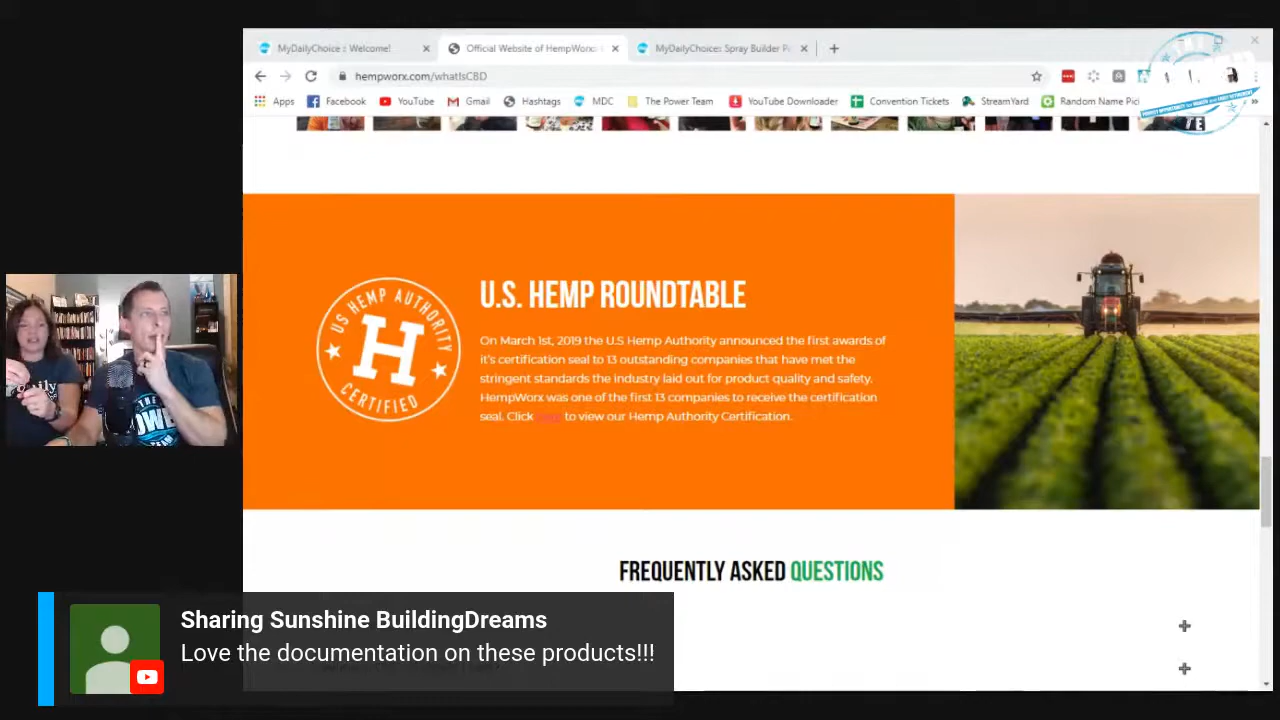 MyDailyChoice :: Welcome!
Official Website of HempWorx
MyDailyChoice: Spray Builder P
hempworx.com/whatIsCBD
Apps Facebook YouTube Gmail Hashtags MDC The Power Team YouTube Downloader Convention Tickets StreamYard Random Name Pic
US HEMP AUTHORITY
H
CERTIFIED
U.S. HEMP ROUNDTABLE
On March 1st, 2019 the U.S Hemp Authority announced the first awards of
it's certification seal to 13 outstanding companies that have met the
stringent standards the industry laid out for product quality and safety.
HempWorx was one of the first 13 companies to receive the certification
seal. Click here to view our Hemp Authority Certification.
FREQUENTLY ASKED QUESTIONS
Sharing Sunshine BuildingDreams
Love the documentation on these products!!!